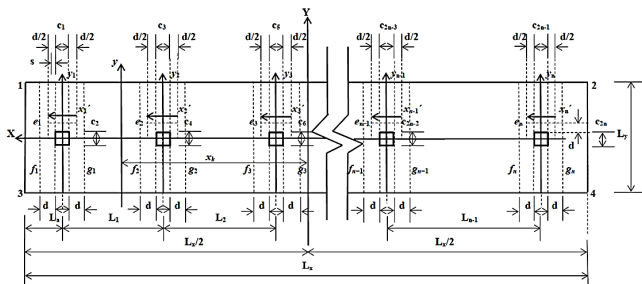 c₁ c₃ c₅ Y c₂ₙ₋₃ c₂ₙ₋₁
d/2 d/2 d/2 d/2 d/2 d/2 d/2 d/2 d/2 d/2
s y₁ y y₂ y₃ yₙ₋₁ yₙ
1 2
x₁′ x₂′ x₃′ xₙ₋₁′ xₙ′
e₁ c₂ e₂ c₄ e₃ c₆ eₙ₋₁ c₂ₙ₋₂ eₙ c₂ₙ
X Lᵧ
xₖ d
f₁ g₁ f₂ g₂ f₃ g₃ fₙ₋₁ gₙ₋₁ fₙ gₙ
3 4
d d d d d d d d d d
L₁ L₂ Lₙ₋₁
Lₓ/2 Lₓ/2
Lₓ